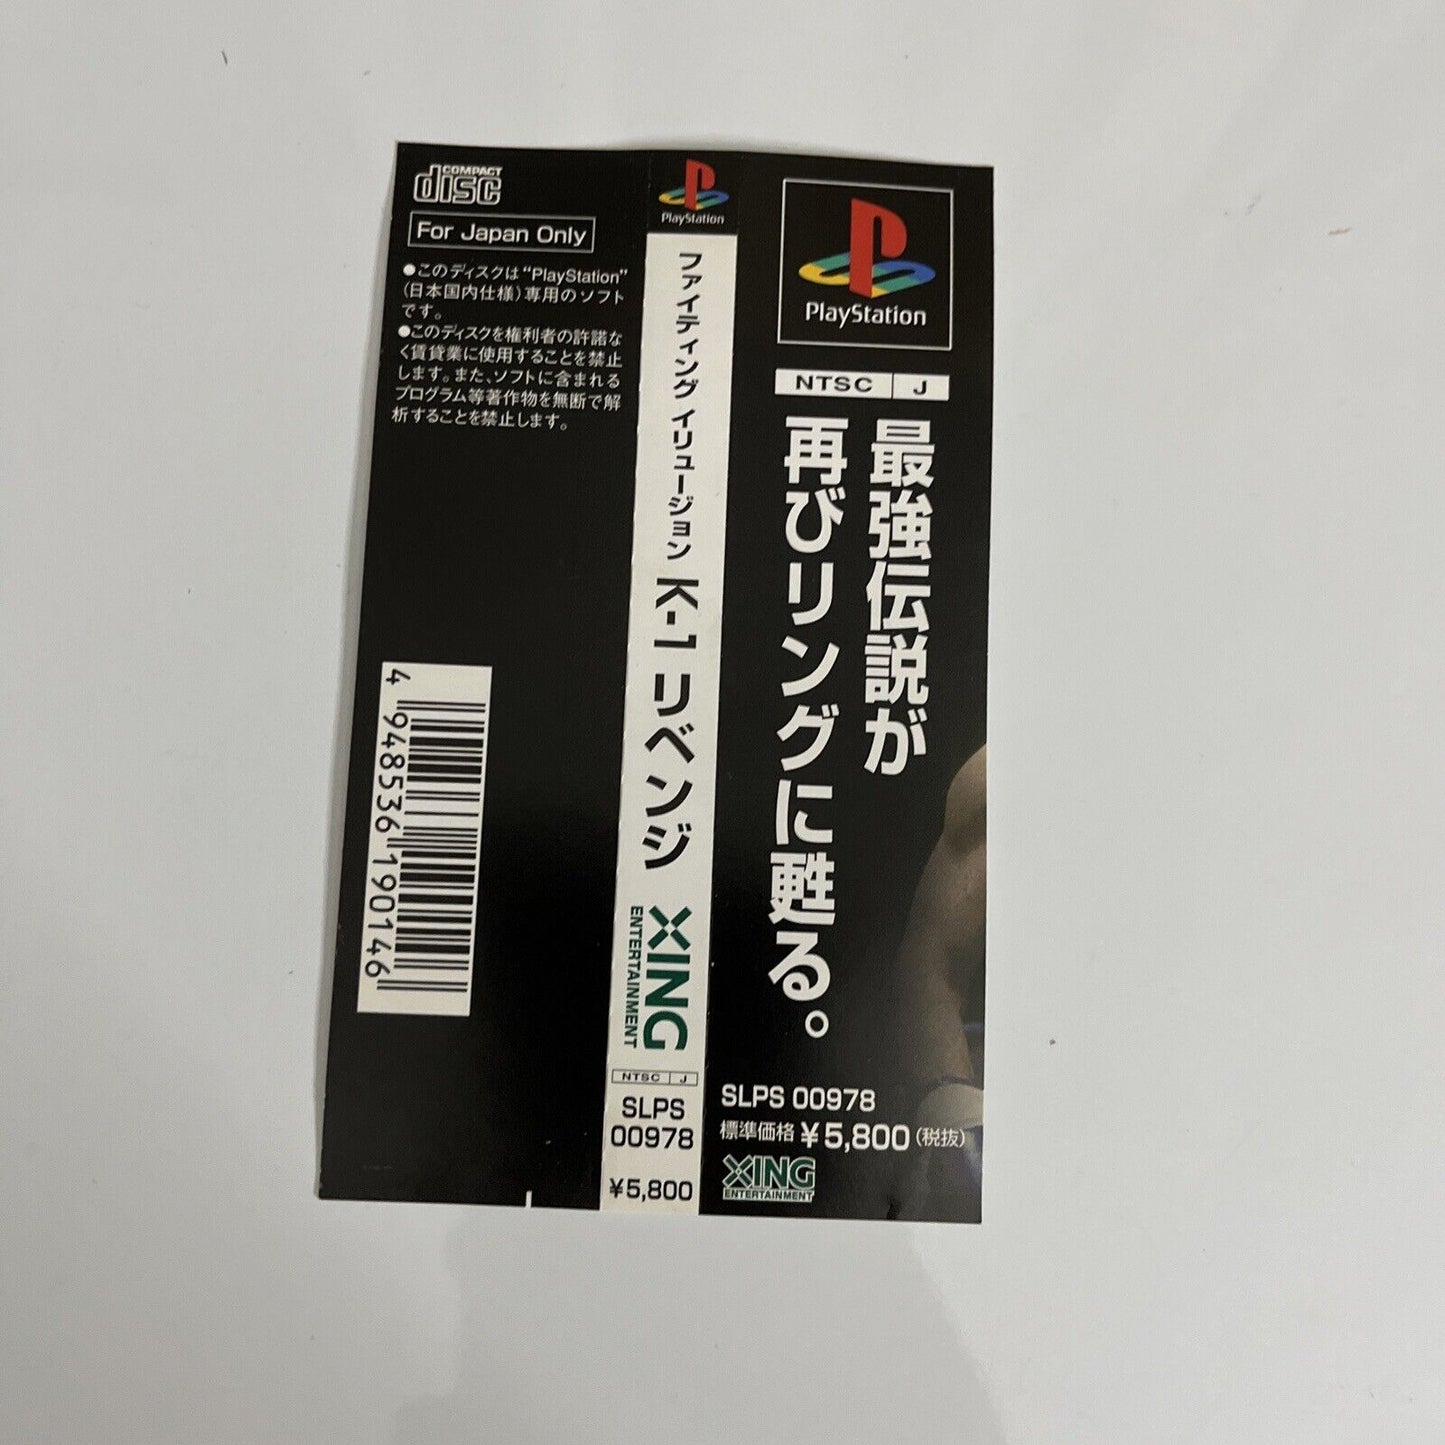 COMPACT
disc
For Japan Only
●このディスクは“PlayStation”
(日本国内仕様)専用のソフト
です。
●このディスクを権利者の許諾な
く賃貸業に使用することを禁止
します。また、ソフトに含まれる
プログラム等著作物を無断で解
析することを禁止します。
4 948536 190146
PlayStation
ファイティング イリュージョン K-1 リベンジ
XING
ENTERTAINMENT
NTSC J
SLPS
00978
¥5,800
PlayStation
NTSC J
最強伝説が
再びリングに甦る。
SLPS 00978
標準価格 ¥5,800(税抜)
XING
ENTERTAINMENT